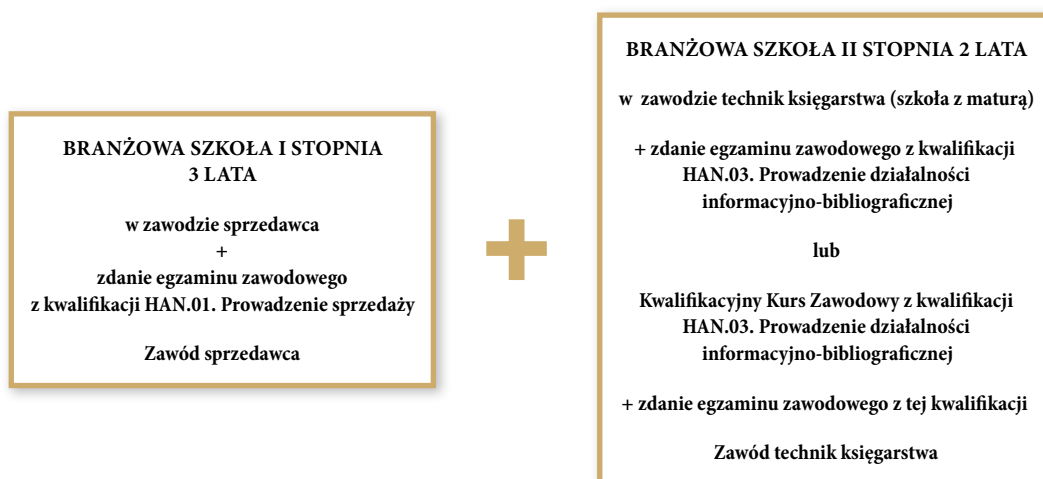 BRANŻOWA SZKOŁA I STOPNIA
3 LATA
w zawodzie sprzedawca
+
zdanie egzaminu zawodowego
z kwalifikacji HAN.01. Prowadzenie sprzedaży
Zawód sprzedawca
+
BRANŻOWA SZKOŁA II STOPNIA 2 LATA
w zawodzie technik księgarstwa (szkoła z maturą)
+ zdanie egzaminu zawodowego z kwalifikacji
HAN.03. Prowadzenie działalności
informacyjno-bibliograficznej
lub
Kwalifikacyjny Kurs Zawodowy z kwalifikacji
HAN.03. Prowadzenie działalności
informacyjno-bibliograficznej
+ zdanie egzaminu zawodowego z tej kwalifikacji
Zawód technik księgarstwa